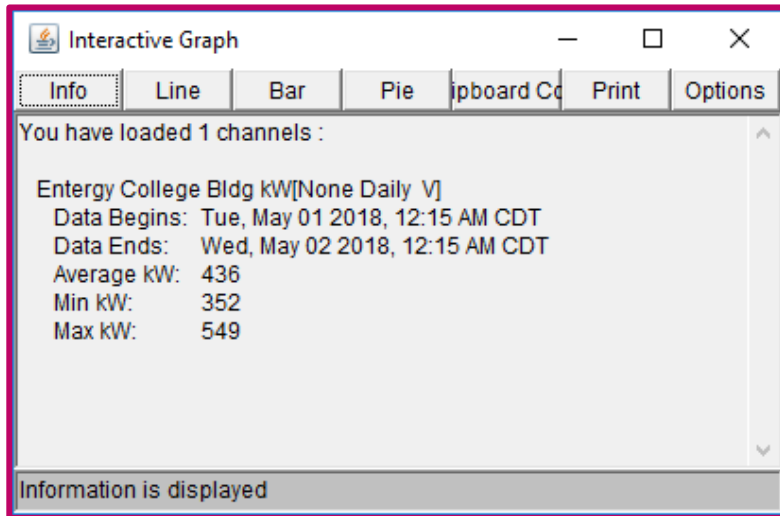 Interactive Graph
Info Line Bar Pie ipboard Co Print Options
You have loaded 1 channels :
Entergy College Bldg kW[None Daily V]
Data Begins: Tue, May 01 2018, 12:15 AM CDT
Data Ends: Wed, May 02 2018, 12:15 AM CDT
Average kW: 436
Min kW: 352
Max kW: 549
Information is displayed